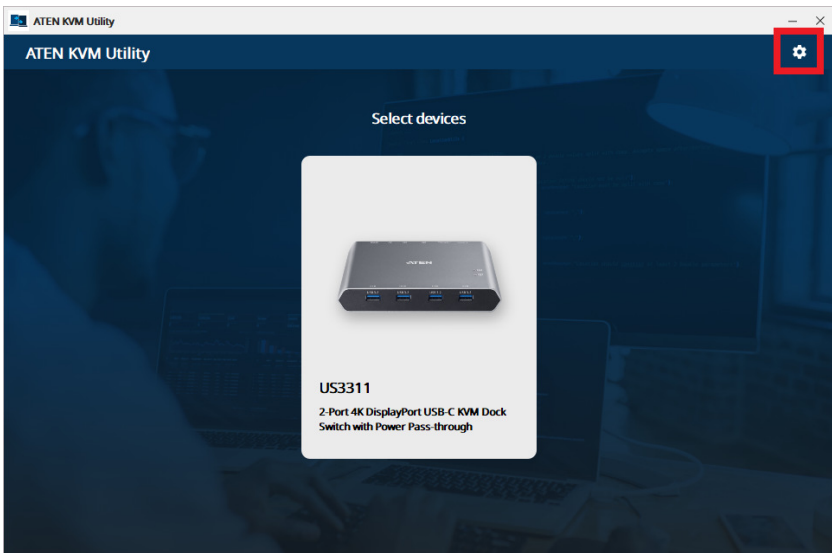 ATEN KVM Utility
ATEN KVM Utility
Select devices
ATEN
US3311
2-Port 4K DisplayPort USB-C KVM Dock
Switch with Power Pass-through